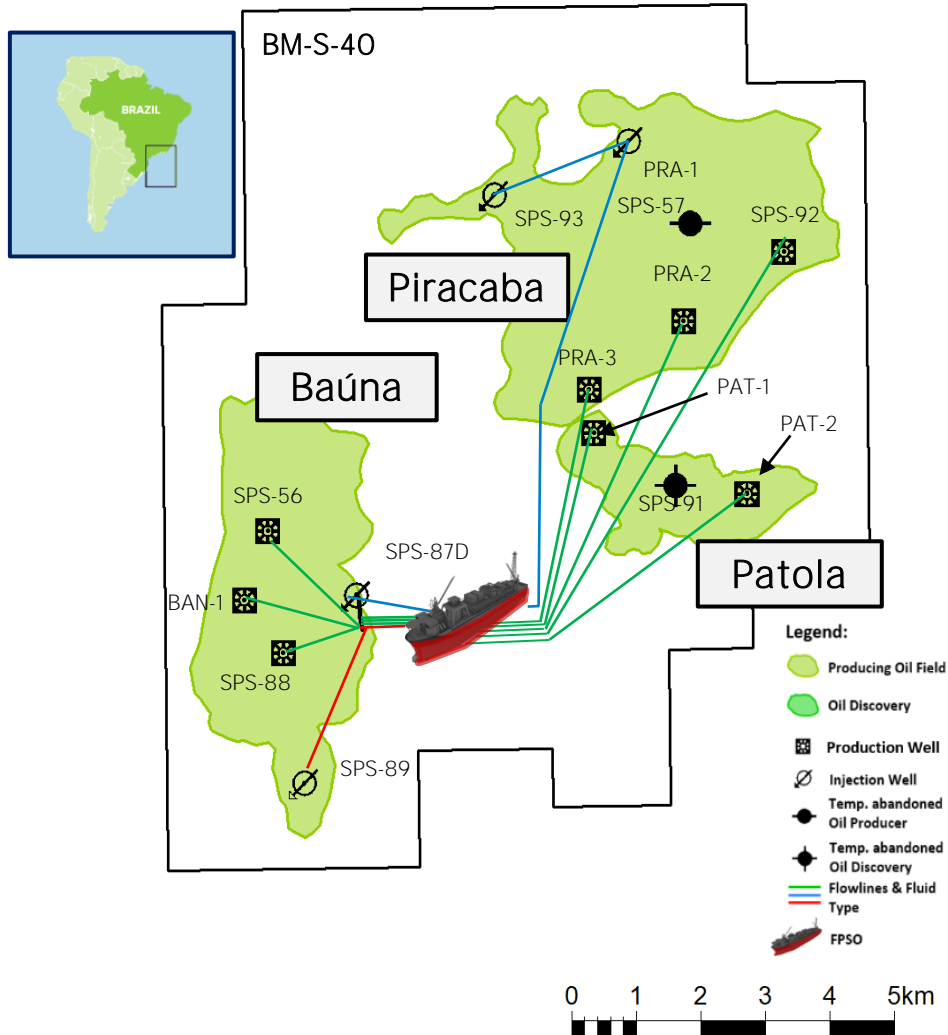 BM-S-40
BRAZIL
PRA-1
SPS-93
SPS-57
SPS-92
Piracaba
PRA-2
PRA-3
Baúna
PAT-1
PAT-2
SPS-56
SPS-91
SPS-87D
Patola
BAN-1
SPS-88
SPS-89
Legend:
Producing Oil Field
Oil Discovery
Production Well
Injection Well
Temp. abandoned
Oil Producer
Temp. abandoned
Oil Discovery
Flowlines & Fluid
Type
FPSO
0 1 2 3 4 5km